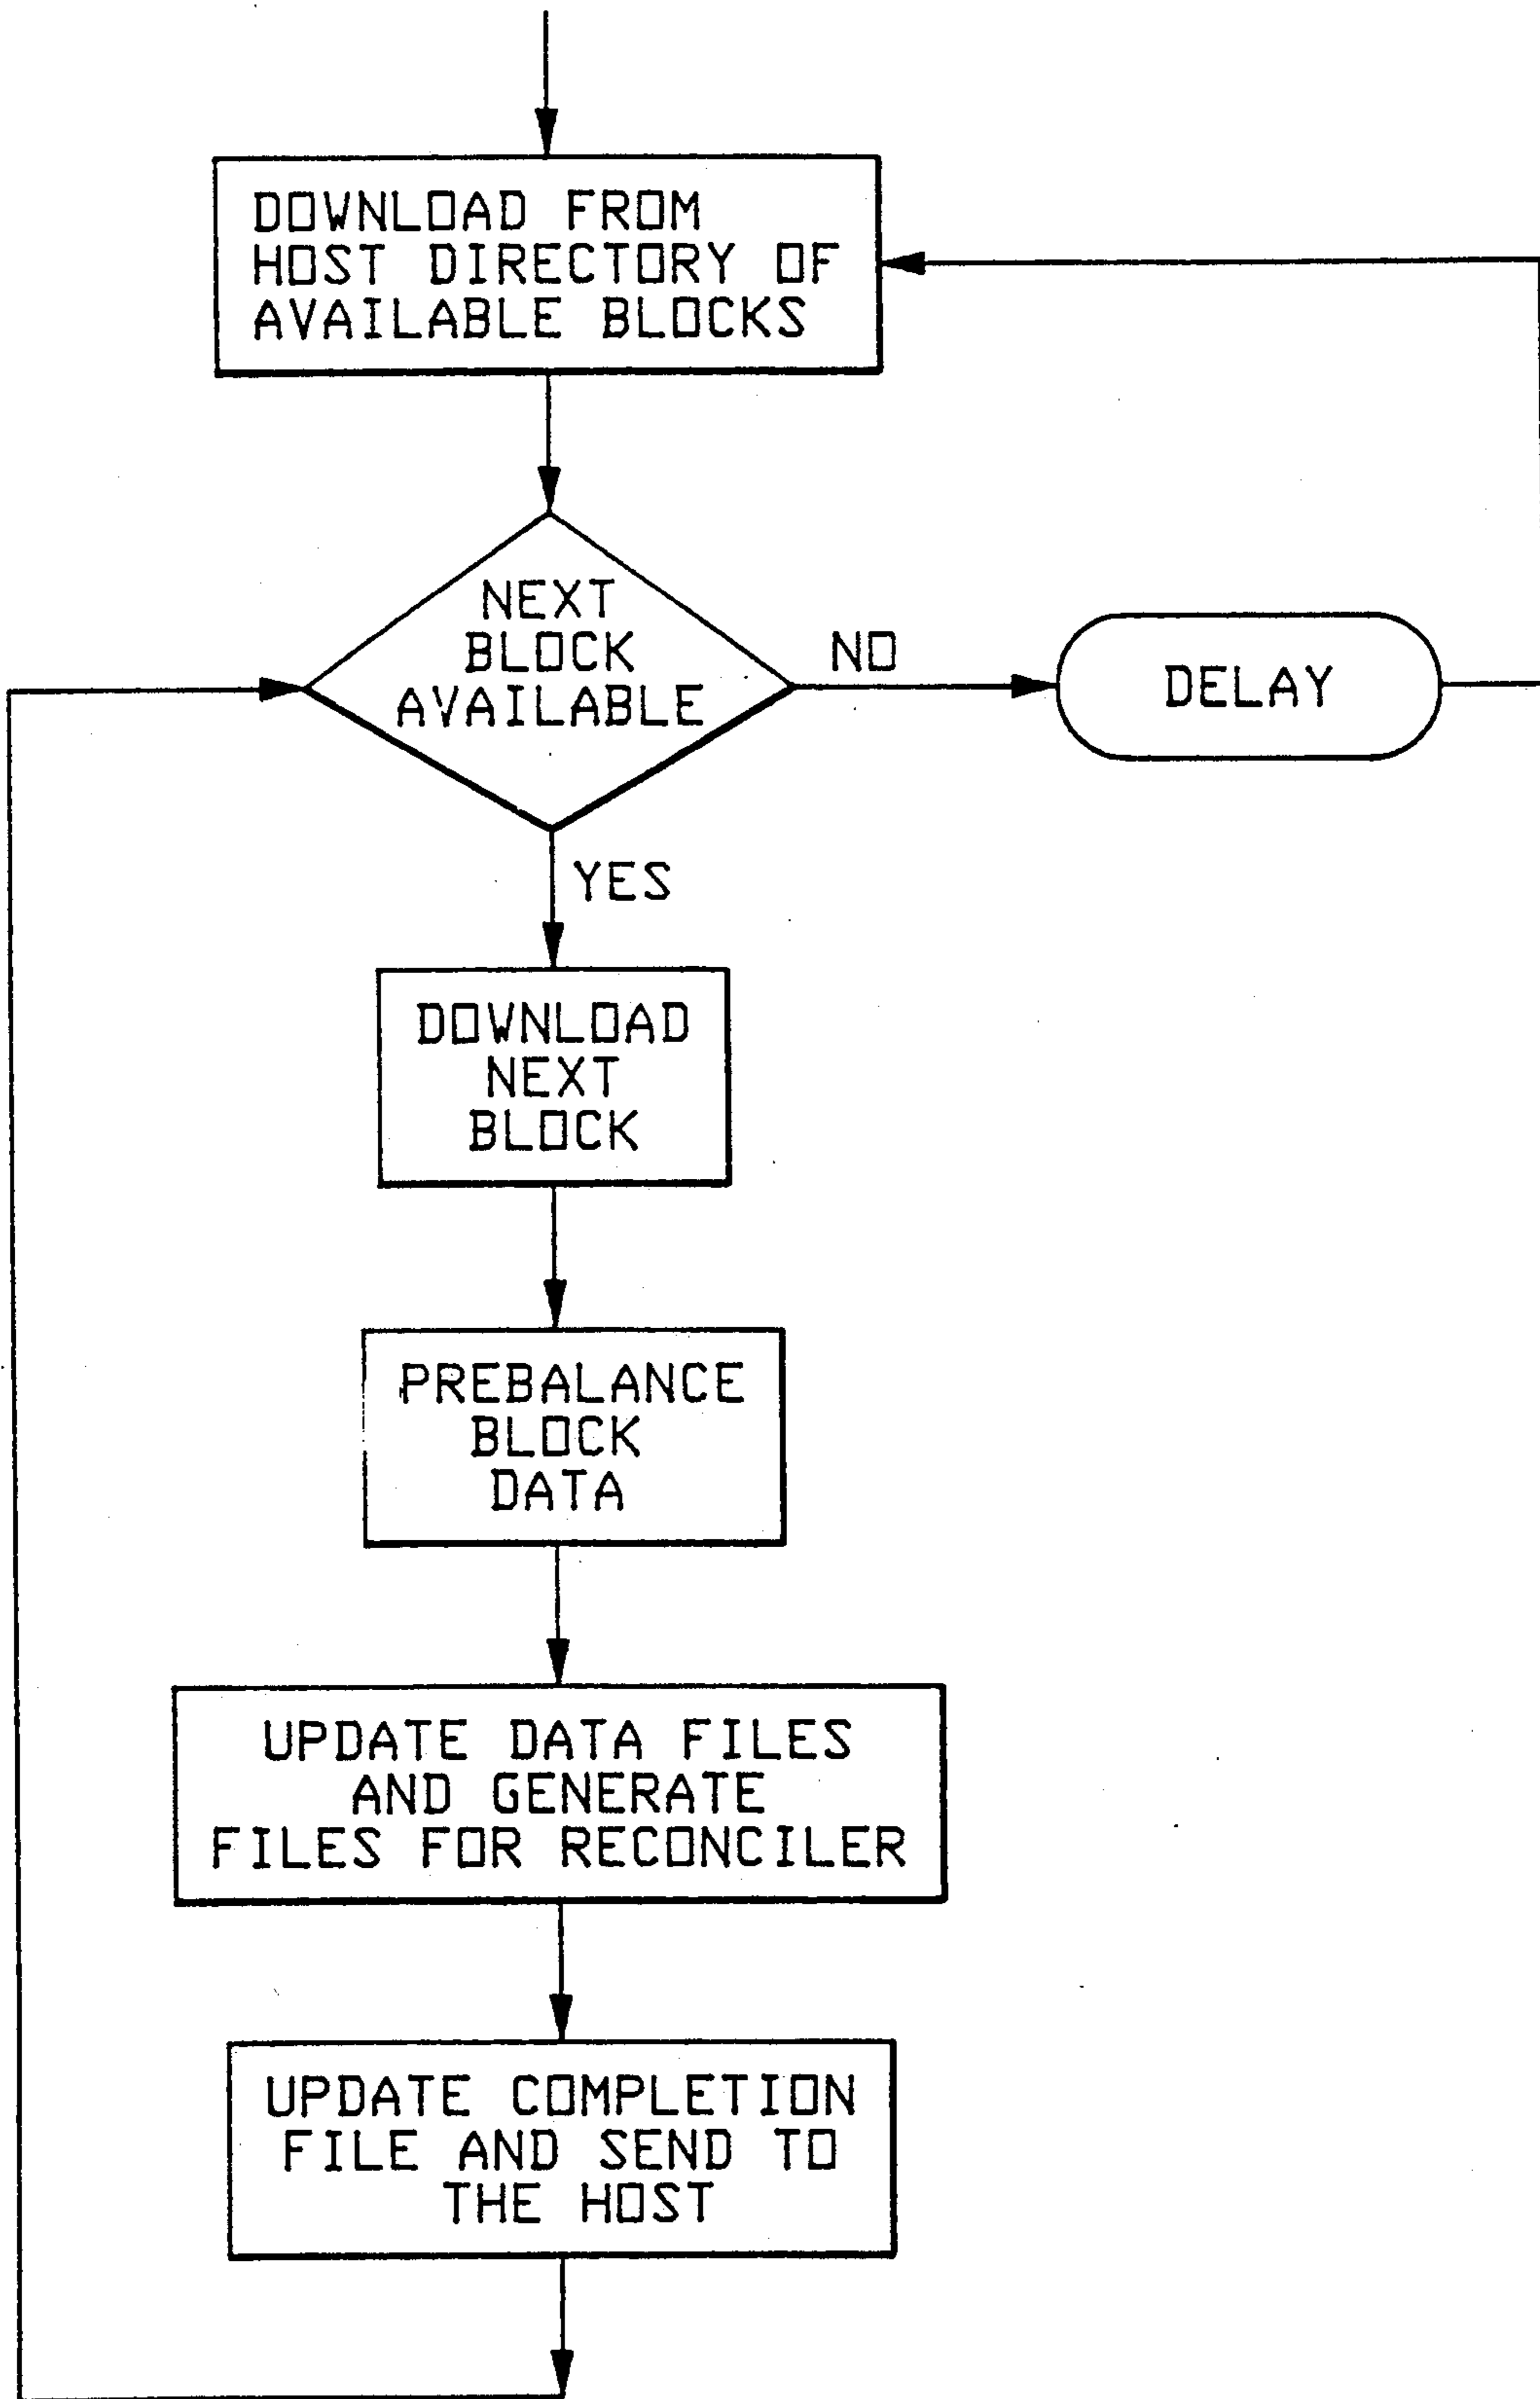 DOWNLOAD FROM
HOST DIRECTORY OF
AVAILABLE BLOCKS
NEXT
BLOCK
AVAILABLE
NO
DELAY
YES
DOWNLOAD
NEXT
BLOCK
PREBALANCE
BLOCK
DATA
UPDATE DATA FILES
AND GENERATE
FILES FOR RECONCILER
UPDATE COMPLETION
FILE AND SEND TO
THE HOST